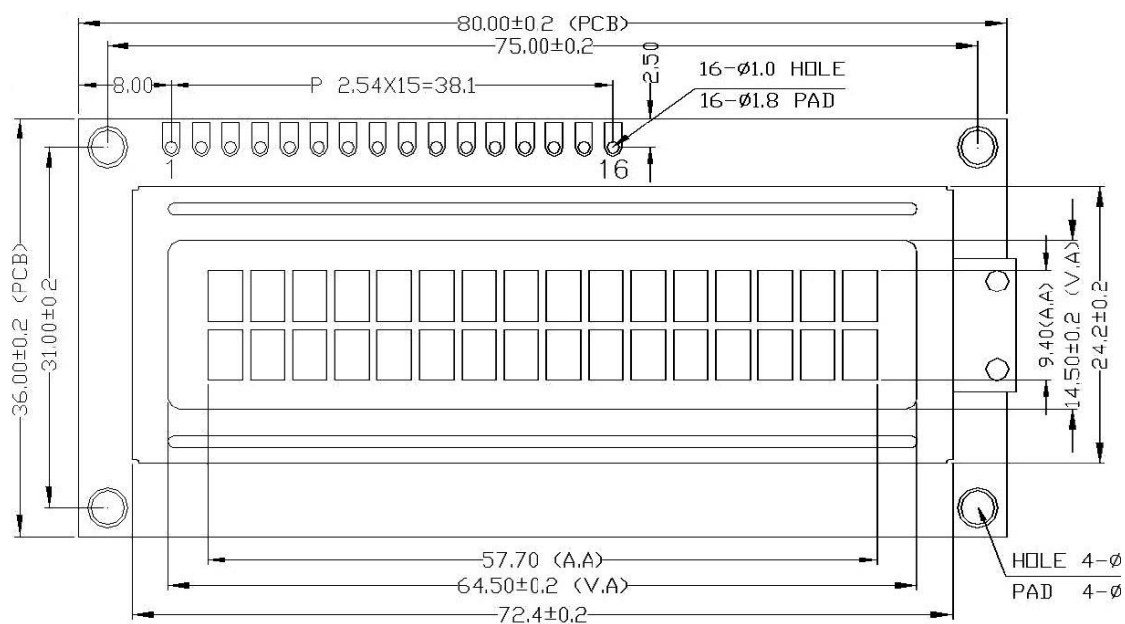 80.00±0.2 (PCB)
75.00±0.2
8.00
P 2.54X15=38.1
2.50
16-Ø1.0 HOLE
16-Ø1.8 PAD
1
16
36.00±0.2 (PCB)
31.00±0.2
9.40(A.A)
14.50±0.2 (V.A)
24.2±0.2
57.70 (A.A)
64.50±0.2 (V.A)
72.4±0.2
HOLE 4-Ø
PAD 4-Ø